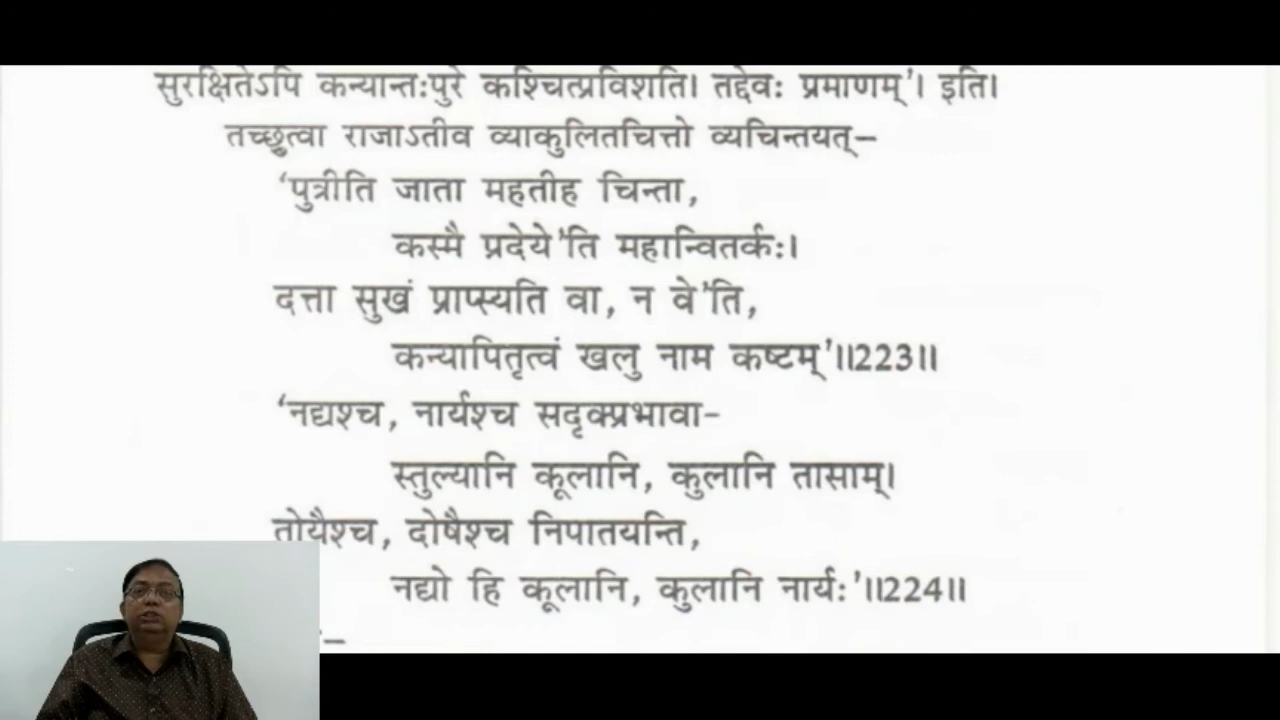 सुरक्षितेऽपि कन्यान्तःपुरे कश्चित्प्रविशति। तद्देवः प्रमाणम्'। इति।
तच्छ्रुत्वा राजाऽतीव व्याकुलितचित्तो व्यचिन्तयत्–
'पुत्रीति जाता महतीह चिन्ता,
कस्मै प्रदेये'ति महान्वितर्कः।
दत्ता सुखं प्राप्स्यति वा, न वे'ति,
कन्यापितृत्वं खलु नाम कष्टम्'।।223।।
'नद्यश्च, नार्यश्च सदृक्प्रभावा-
स्तुल्यानि कूलानि, कुलानि तासाम्।
तोयैश्च, दोषैश्च निपातयन्ति,
नद्यो हि कूलानि, कुलानि नार्यः'।।224।।